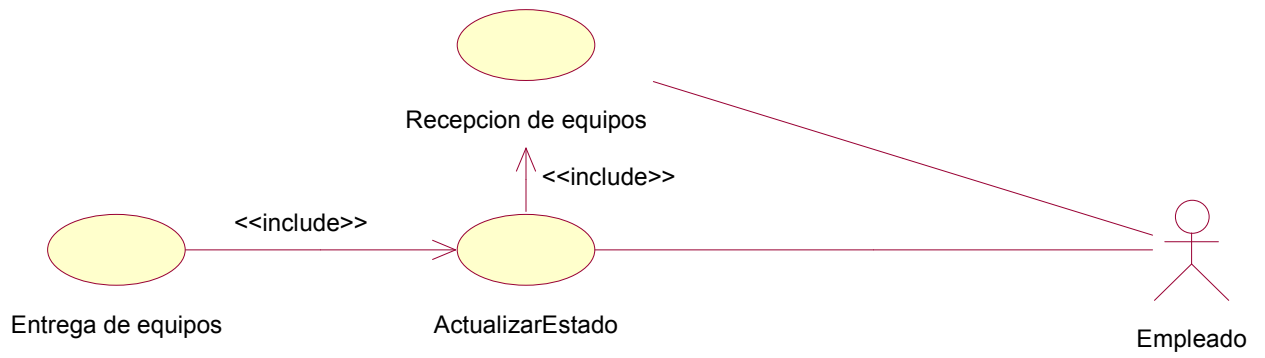 Recepcion de equipos
<<include>>
<<include>>
Entrega de equipos
ActualizarEstado
Empleado